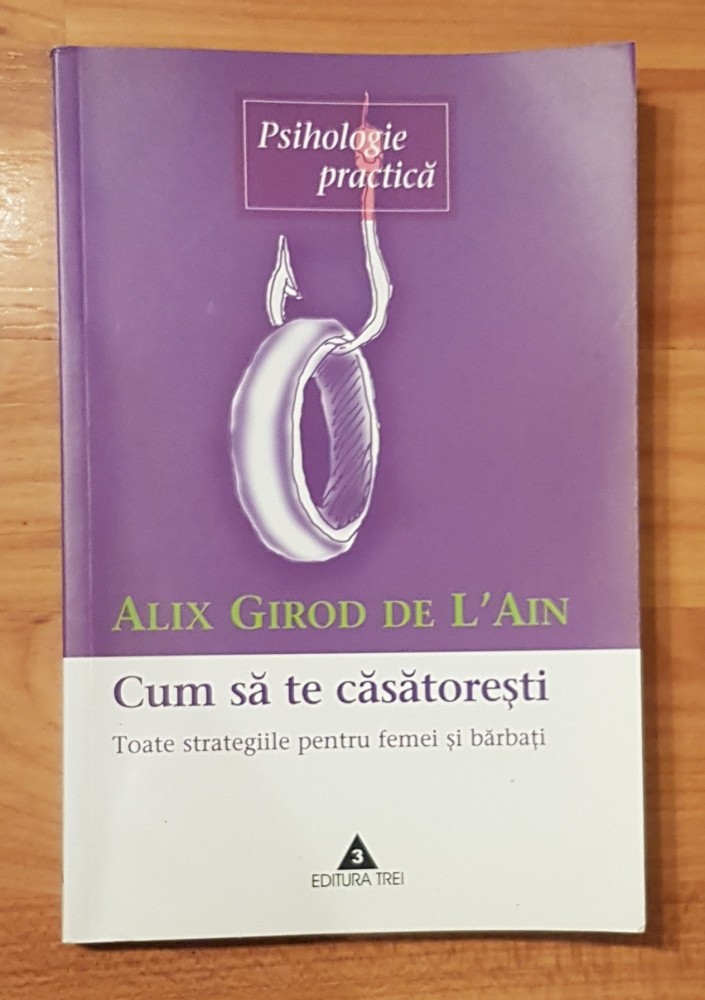 Psihologie
practică
ALIX GIROD DE L'AIN
Cum să te căsătorești
Toate strategiile pentru femei și bărbați
3
EDITURA TREI